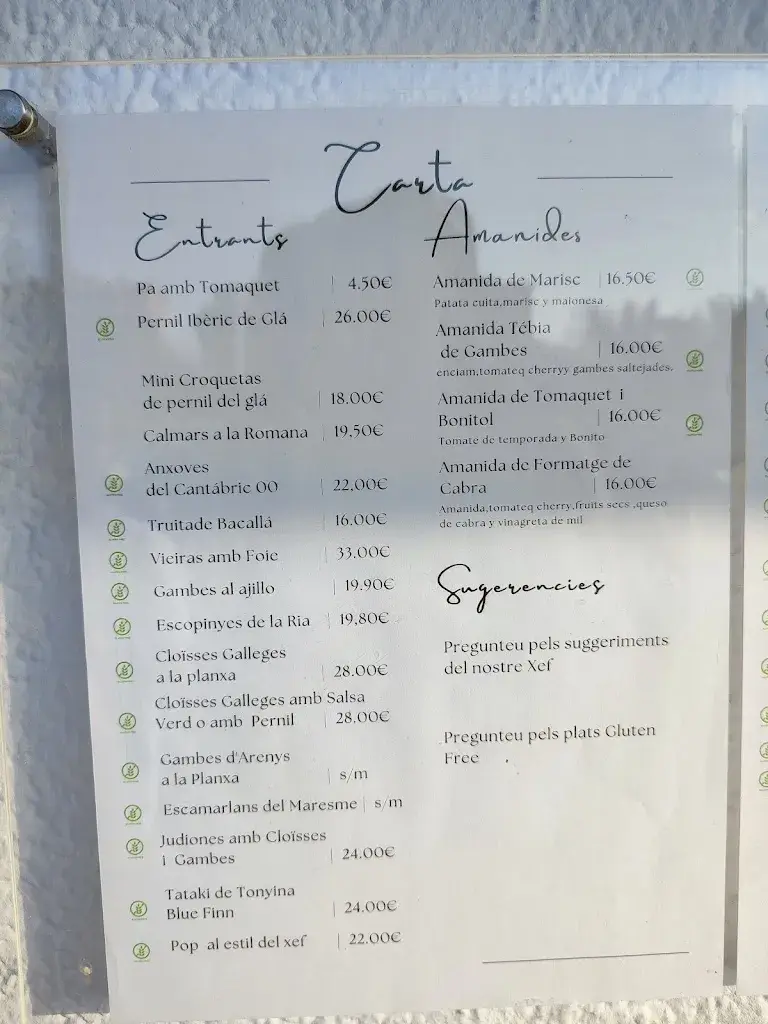 Carta
Entrants
Pa amb Tomaquet | 4.50€
Pernil Ibèric de Glá | 26.00€
Mini Croquetas
de pernil del glá | 18.00€
Calmars a la Romana | 19,50€
Anxoves
del Cantábric OO | 22,00€
Truitade Bacallá | 16.00€
Vieiras amb Foie | 33.00€
Gambes al ajillo | 19.90€
Escopinyes de la Ria | 19,80€
Cloïsses Galleges
a la planxa | 28.00€
Cloïsses Galleges amb Salsa
Verd o amb Pernil | 28.00€
Gambes d'Arenys
a la Planxa | s/m
Escamarlans del Maresme | s/m
Judiones amb Cloïsses
i Gambes | 24.00€
Tataki de Tonyina
Blue Finn | 24.00€
Pop al estil del xef | 22.00€
Amanides
Amanida de Marisc | 16.50€
Patata cuita,marisc y maionesa
Amanida Tébia
de Gambes | 16.00€
enciam,tomateq cherryy gambes saltejades.
Amanida de Tomaquet i
Bonitol | 16.00€
Tomate de temporada y Bonito
Amanida de Formatge de
Cabra | 16.00€
Amanida,tomateq cherry,fruits secs ,queso
de cabra y vinagreta de mil
Sugerencies
Pregunteu pels suggeriments
del nostre Xef
Pregunteu pels plats Gluten
Free